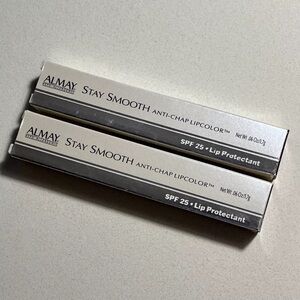 ALMAY
STAY SMOOTH ANTI-CHAP LIPCOLOR™ Net Wt. .06 Oz/1.7g
SPF 25 • Lip Protectant
ALMAY
STAY SMOOTH ANTI-CHAP LIPCOLOR™ Net Wt. .06 Oz/1.7g
SPF 25 • Lip Protectant